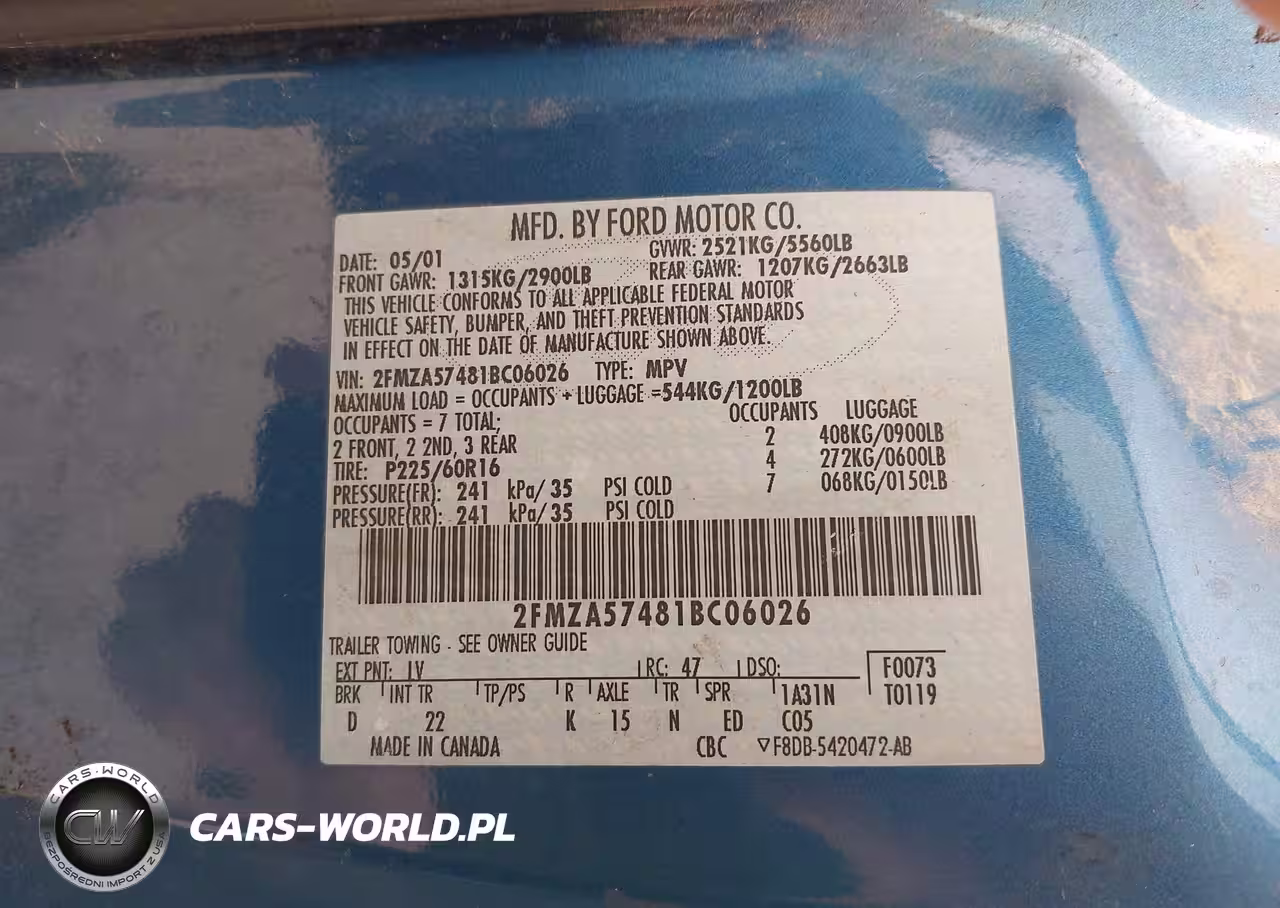 MFD. BY FORD MOTOR CO.
DATE: 05/01 GVWR: 2521KG/5560LB
FRONT GAWR: 1315KG/2900LB REAR GAWR: 1207KG/2663LB
THIS VEHICLE CONFORMS TO ALL APPLICABLE FEDERAL MOTOR
VEHICLE SAFETY, BUMPER, AND THEFT PREVENTION STANDARDS
IN EFFECT ON THE DATE OF MANUFACTURE SHOWN ABOVE.
VIN: 2FMZA57481BC06026 TYPE: MPV
MAXIMUM LOAD = OCCUPANTS + LUGGAGE =544KG/1200LB
OCCUPANTS = 7 TOTAL; OCCUPANTS LUGGAGE
2 FRONT, 2 2ND, 3 REAR 2 408KG/0900LB
TIRE: P225/60R16 4 272KG/0600LB
PRESSURE(FR): 241 kPa/ 35 PSI COLD 7 068KG/0150LB
PRESSURE(RR): 241 kPa/ 35 PSI COLD
2FMZA57481BC06026
TRAILER TOWING - SEE OWNER GUIDE
EXT PNT: LV RC: 47 DSO: F0073
BRK INT TR TP/PS R AXLE TR SPR 1A31N T0119
D 22 K 15 N ED C05
MADE IN CANADA CBC ▽F8DB-5420472-AB
CARS-WORLD
CW
BEZPOŚREDNI IMPORT Z USA
CARS-WORLD.PL